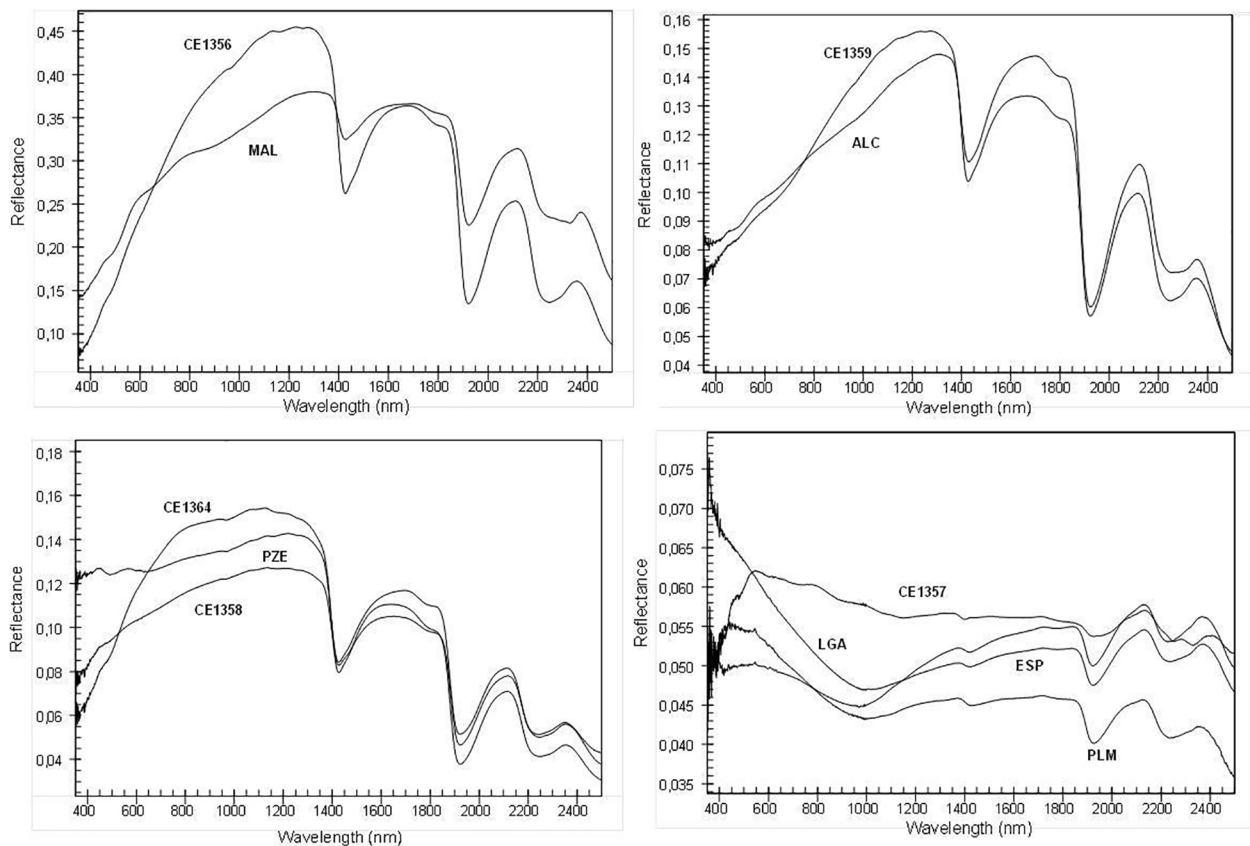 0,45
0,40
0,35
0,30
0,25
0,20
0,15
0,10
Reflectance
CE1356
MAL
400 600 800 1000 1200 1400 1600 1800 2000 2200 2400
Wavelength (nm)
0,16
0,15
0,14
0,13
0,12
0,11
0,10
0,09
0,08
0,07
0,06
0,05
0,04
Reflectance
CE1359
ALC
400 600 800 1000 1200 1400 1600 1800 2000 2200 2400
Wavelength (nm)
0,18
0,16
0,14
0,12
0,10
0,08
0,06
0,04
Reflectance
CE1364
PZE
CE1358
400 600 800 1000 1200 1400 1600 1800 2000 2200 2400
Wavelength (nm)
0,075
0,070
0,065
0,060
0,055
0,050
0,045
0,040
0,035
Reflectance
CE1357
LGA
ESP
PLM
400 600 800 1000 1200 1400 1600 1800 2000 2200 2400
Wavelength (nm)